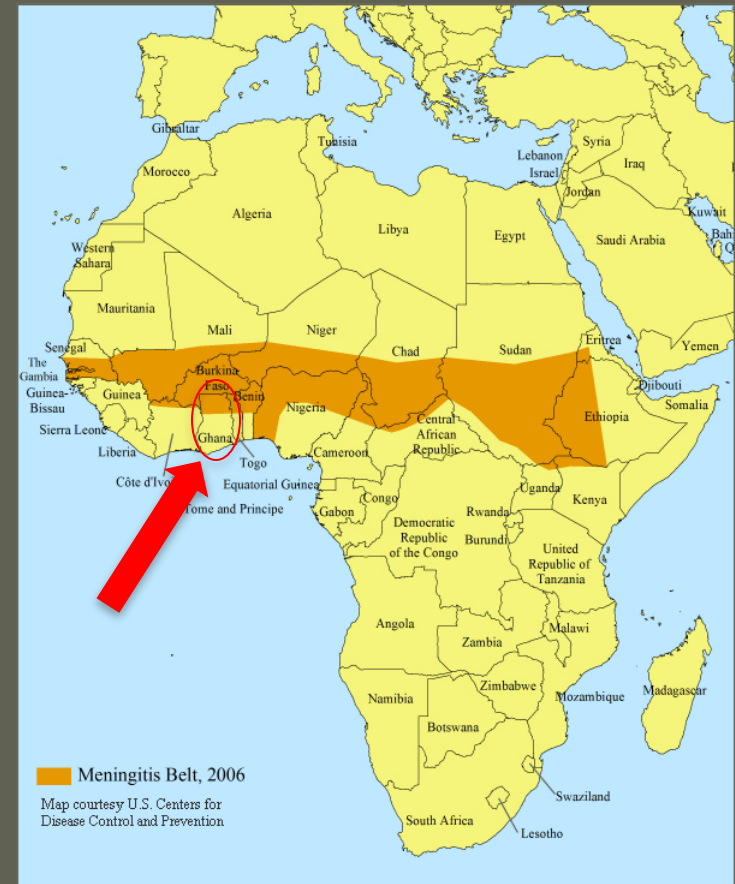 Gibraltar
Tunisia
Lebanon
Syria
Israel
Iraq
Morocco
Jordan
Algeria
Kuwait
Libya
Egypt
Saudi Arabia
Bah
Q
Western
Sahara
Mauritania
Mali
Niger
Chad
Sudan
Eritrea
Yemen
Senegal
The
Gambia
Guinea-
Bissau
Guinea
Burkina
Faso
Benin
Nigeria
Djibouti
Somalia
Ethiopia
Sierra Leone
Liberia
Ghana
Central
African
Republic
Togo
Cameroon
Côte d'Ivo
Equatorial Guinea
Tome and Principe
Gabon
Congo
Uganda
Kenya
Rwanda
Democratic
Republic
of the Congo
Burundi
United
Republic of
Tanzania
Angola
Malawi
Zambia
Zimbabwe
Mozambique
Madagascar
Namibia
Botswana
Swaziland
South Africa
Lesotho
Meningitis Belt, 2006
Map courtesy U.S. Centers for
Disease Control and Prevention